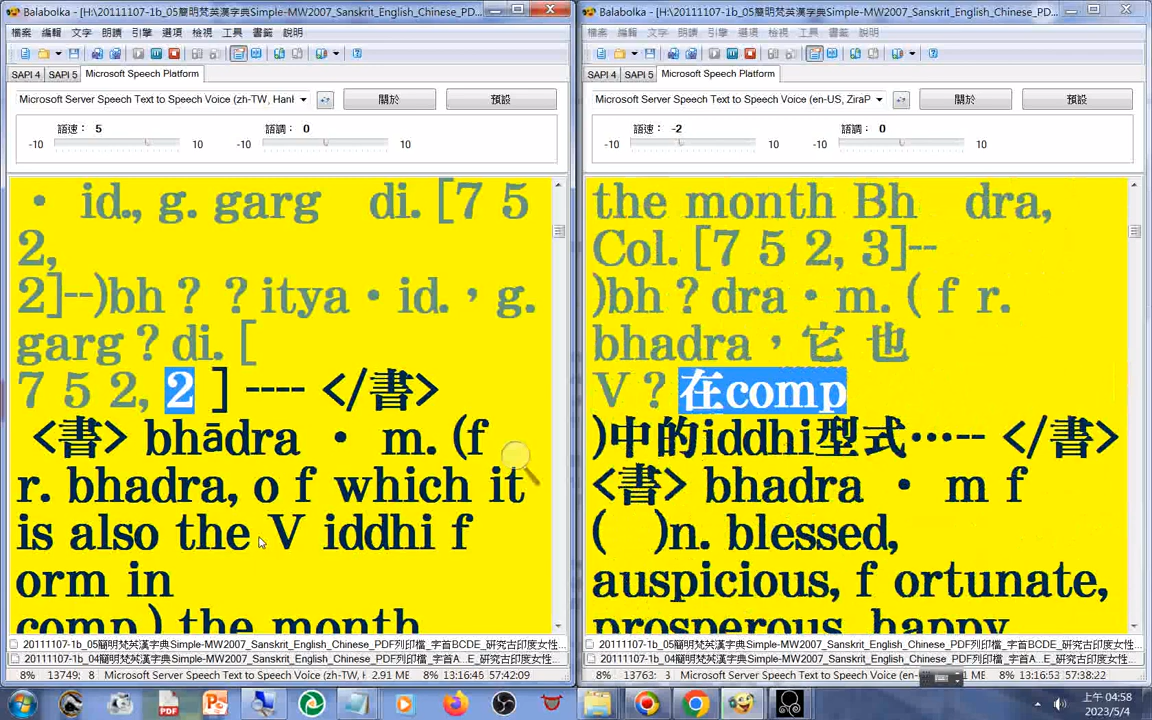 Balabolka - [H:\20111107-1b_05簡明梵英漢字典Simple-MW2007_Sanskrit_English_Chinese_PD...
檔案 編輯 文字 朗讀 引擎 選項 檢視 工具 書籤 說明
SAPI 4 SAPI 5 Microsoft Speech Platform
Microsoft Server Speech Text to Speech Voice (zh-TW, Hanl 關於 預設
語速： 5 語調： 0
-10 10 -10 10
• id., g. garg di. [7 5
2,
2]--)bh？？itya•id.，g.
garg？di. [
7 5 2, 2 ] ---- </書>
<書> bhādra • m. (f
r. bhadra, o f which it
is also the V iddhi f
orm in
comp.) the month
20111107-1b_05簡明梵英漢字典Simple-MW2007_Sanskrit_English_Chinese_PDF列印檔_字首BCDE_研究古印度女性...
20111107-1b_04簡明梵英漢字典Simple-MW2007_Sanskrit_English_Chinese_PDF列印檔_字首A...E_研究古印度女性...
8% 13749: 8 Microsoft Server Speech Text to Speech Voice (zh-TW, H 2.91 MB 8% 13:16:45 57:42:09
Balabolka - [H:\20111107-1b_05簡明梵英漢字典Simple-MW2007_Sanskrit_English_Chinese_PD...
檔案 編輯 文字 朗讀 引擎 選項 檢視 工具 書籤 說明
SAPI 4 SAPI 5 Microsoft Speech Platform
Microsoft Server Speech Text to Speech Voice (en-US, ZiraP 關於 預設
語速： -2 語調： 0
-10 10 -10 10
the month Bh dra,
Col. [7 5 2, 3]--
)bh？dra•m.( f r.
bhadra，它 也
V？在comp
)中的iddhi型式…-- </書>
<書> bhadra • m f
( )n. blessed,
auspicious, f ortunate,
prosperous, happy
20111107-1b_05簡明梵英漢字典Simple-MW2007_Sanskrit_English_Chinese_PDF列印檔_字首BCDE_研究古印度女性...
20111107-1b_04簡明梵英漢字典Simple-MW2007_Sanskrit_English_Chinese_PDF列印檔_字首A...E_研究古印度女性...
8% 13763: 3 Microsoft Server Speech Text to Speech Voice (en-US, MB 8% 13:16:53 57:38:22
PDF
上午 04:58
2023/5/4